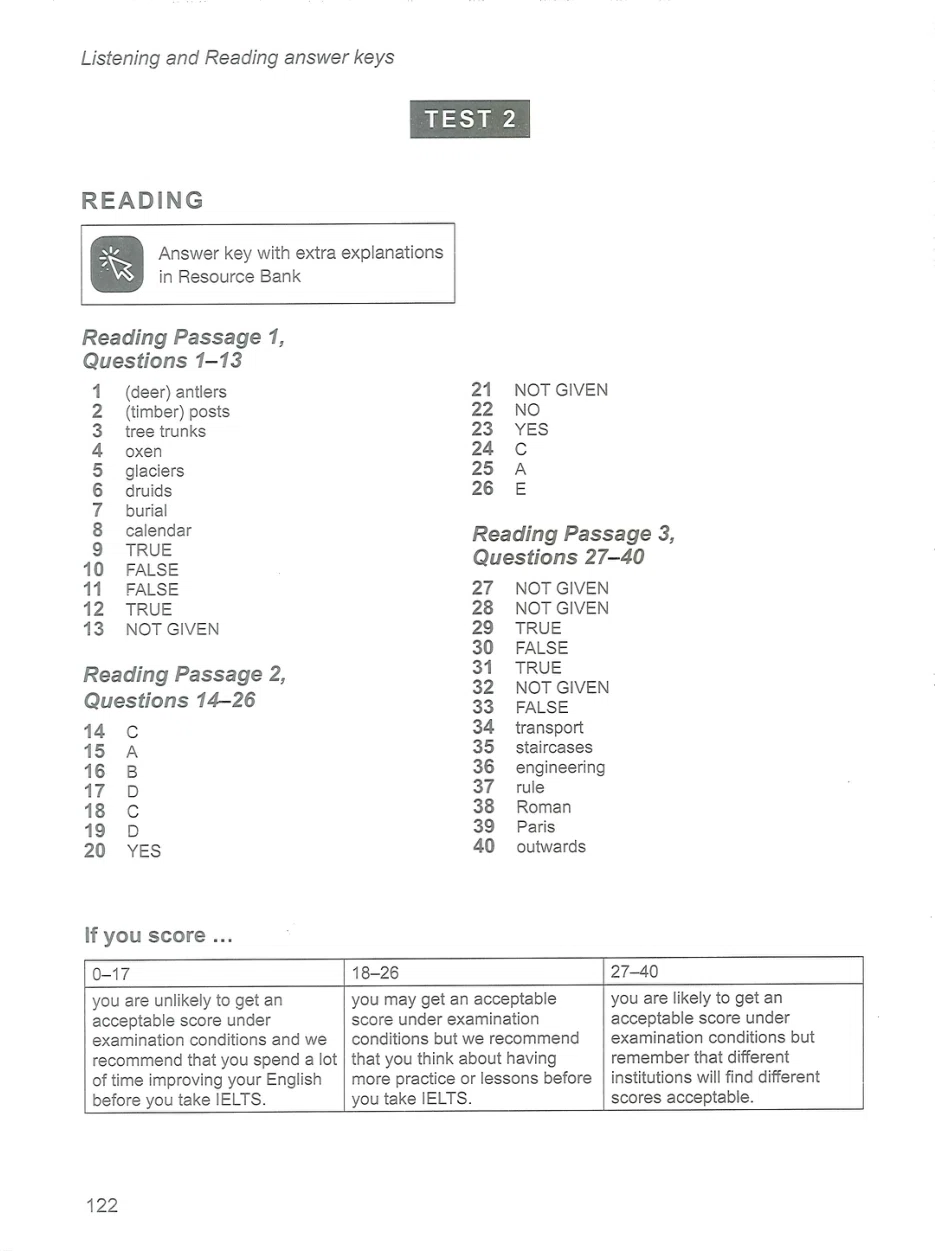 Listening and Reading answer keys
TEST 2
READING
Answer key with extra explanations
in Resource Bank
Reading Passage 1,
Questions 1–13
1 (deer) antlers
2 (timber) posts
3 tree trunks
4 oxen
5 glaciers
6 druids
7 burial
8 calendar
9 TRUE
10 FALSE
11 FALSE
12 TRUE
13 NOT GIVEN
Reading Passage 2,
Questions 14–26
14 C
15 A
16 B
17 D
18 C
19 D
20 YES
21 NOT GIVEN
22 NO
23 YES
24 C
25 A
26 E
Reading Passage 3,
Questions 27–40
27 NOT GIVEN
28 NOT GIVEN
29 TRUE
30 FALSE
31 TRUE
32 NOT GIVEN
33 FALSE
34 transport
35 staircases
36 engineering
37 rule
38 Roman
39 Paris
40 outwards
If you score ...
0–17
you are unlikely to get an
acceptable score under
examination conditions and we
recommend that you spend a lot
of time improving your English
before you take IELTS.
18–26
you may get an acceptable
score under examination
conditions but we recommend
that you think about having
more practice or lessons before
you take IELTS.
27–40
you are likely to get an
acceptable score under
examination conditions but
remember that different
institutions will find different
scores acceptable.
122